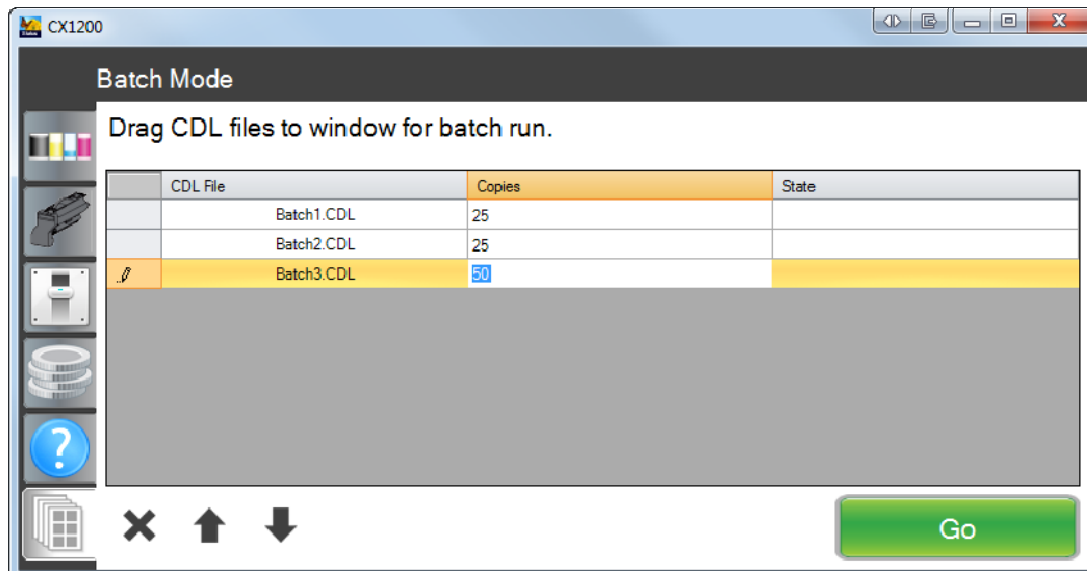 CX1200
Batch Mode
Drag CDL files to window for batch run.
CDL File Copies State
Batch1.CDL 25
Batch2.CDL 25
Batch3.CDL 50
?
Go